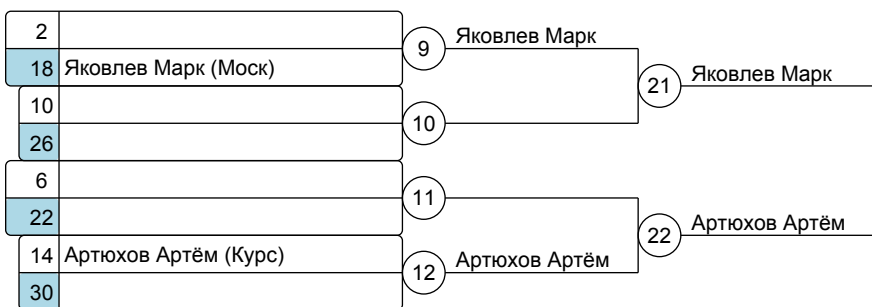 2
9 Яковлев Марк
18 Яковлев Марк (Моск)
21 Яковлев Марк
10
10
26
6
11
22
22 Артюхов Артём
14 Артюхов Артём (Курс)
12 Артюхов Артём
30